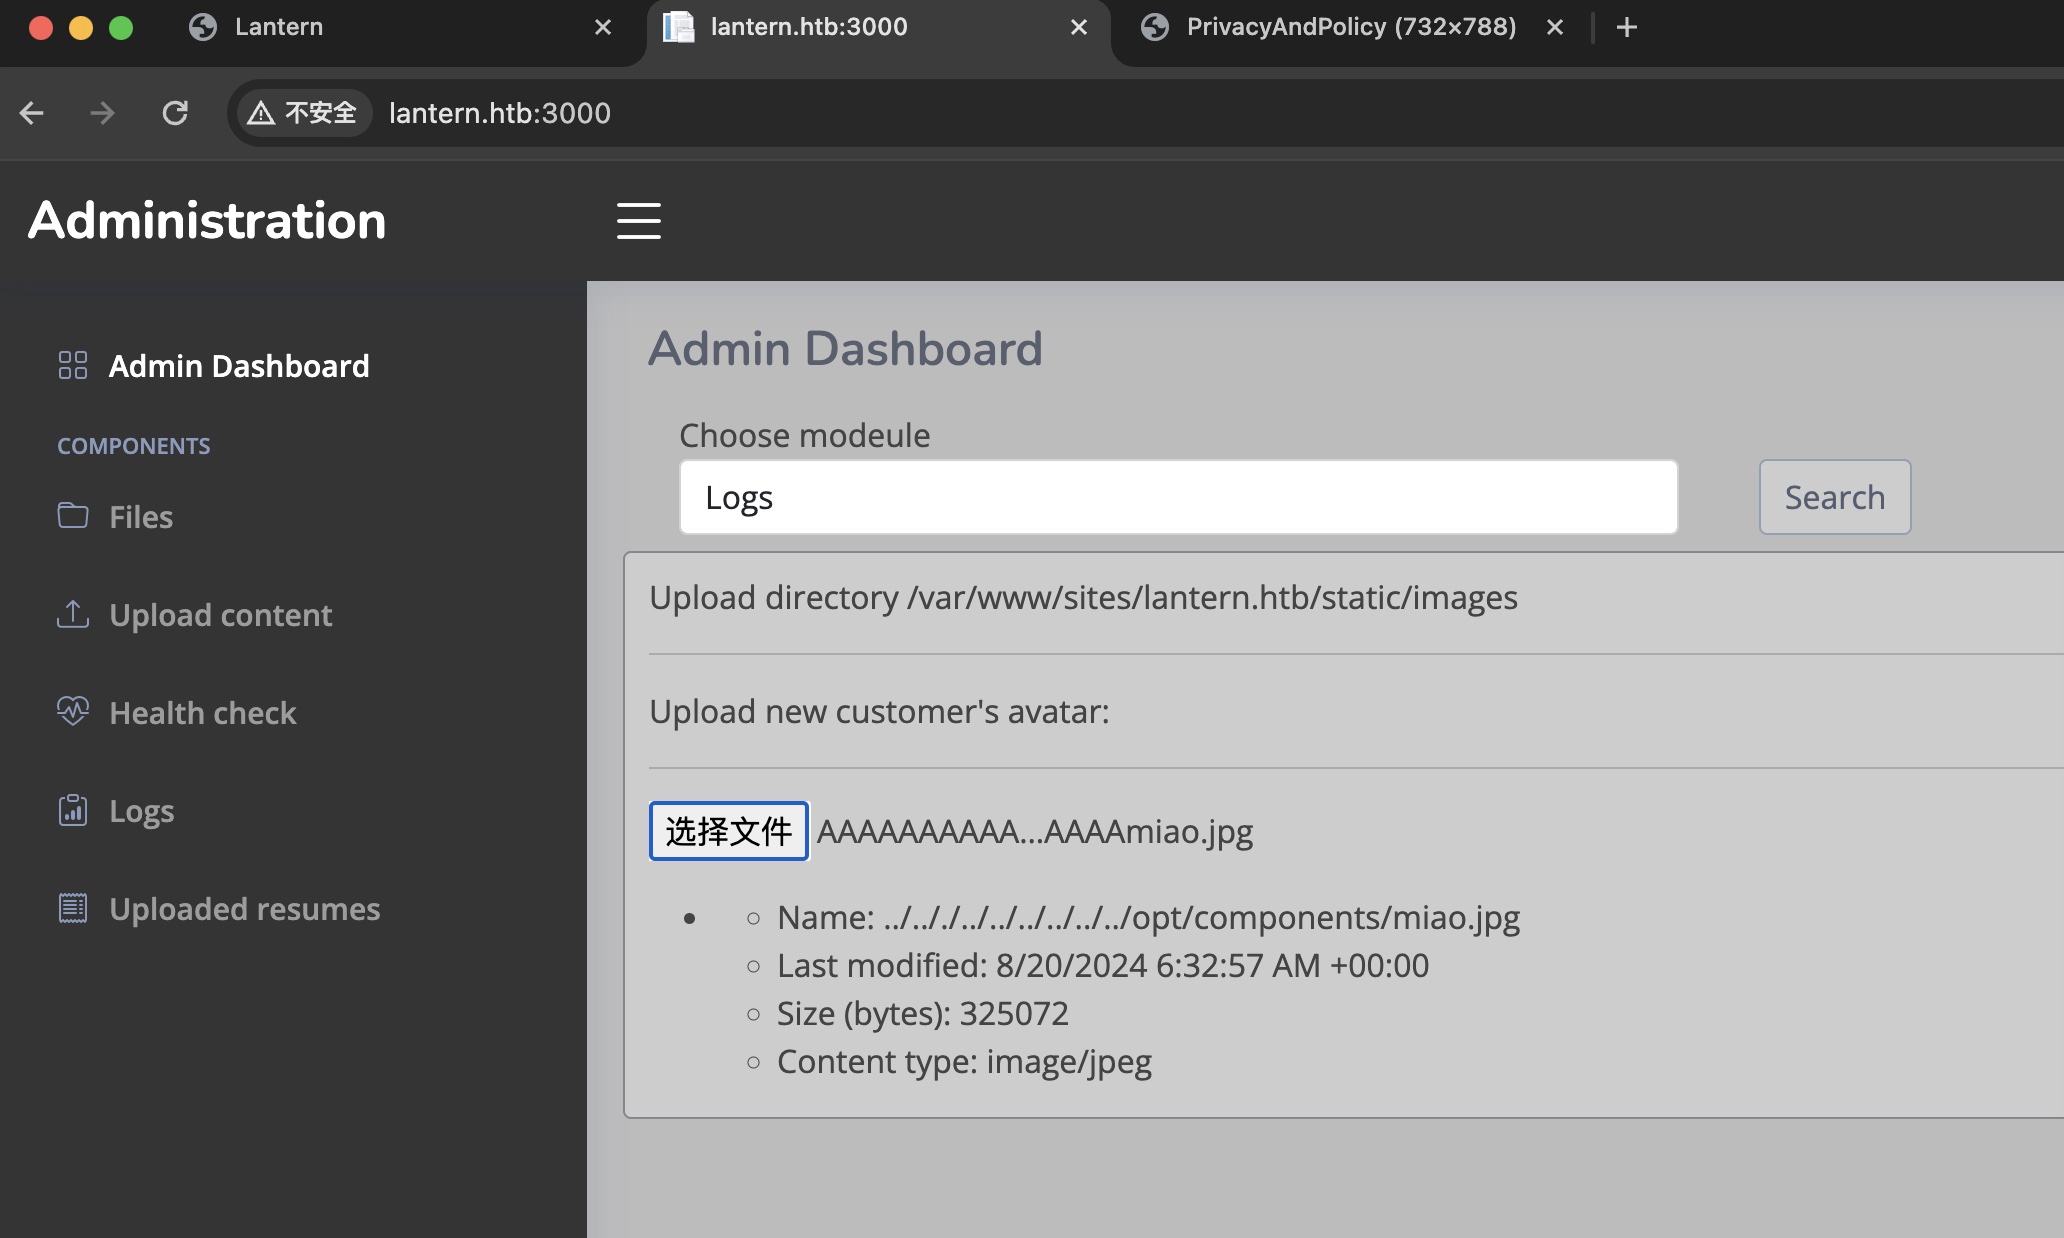 Lantern
lantern.htb:3000
PrivacyAndPolicy (732×788)
不安全 lantern.htb:3000
Administration
Admin Dashboard
COMPONENTS
Files
Upload content
Health check
Logs
Uploaded resumes
Admin Dashboard
Choose modeule
Logs
Search
Upload directory /var/www/sites/lantern.htb/static/images
Upload new customer's avatar:
选择文件 AAAAAAAAAA...AAAAmiao.jpg
Name: ../.././../../../../../../opt/components/miao.jpg
Last modified: 8/20/2024 6:32:57 AM +00:00
Size (bytes): 325072
Content type: image/jpeg